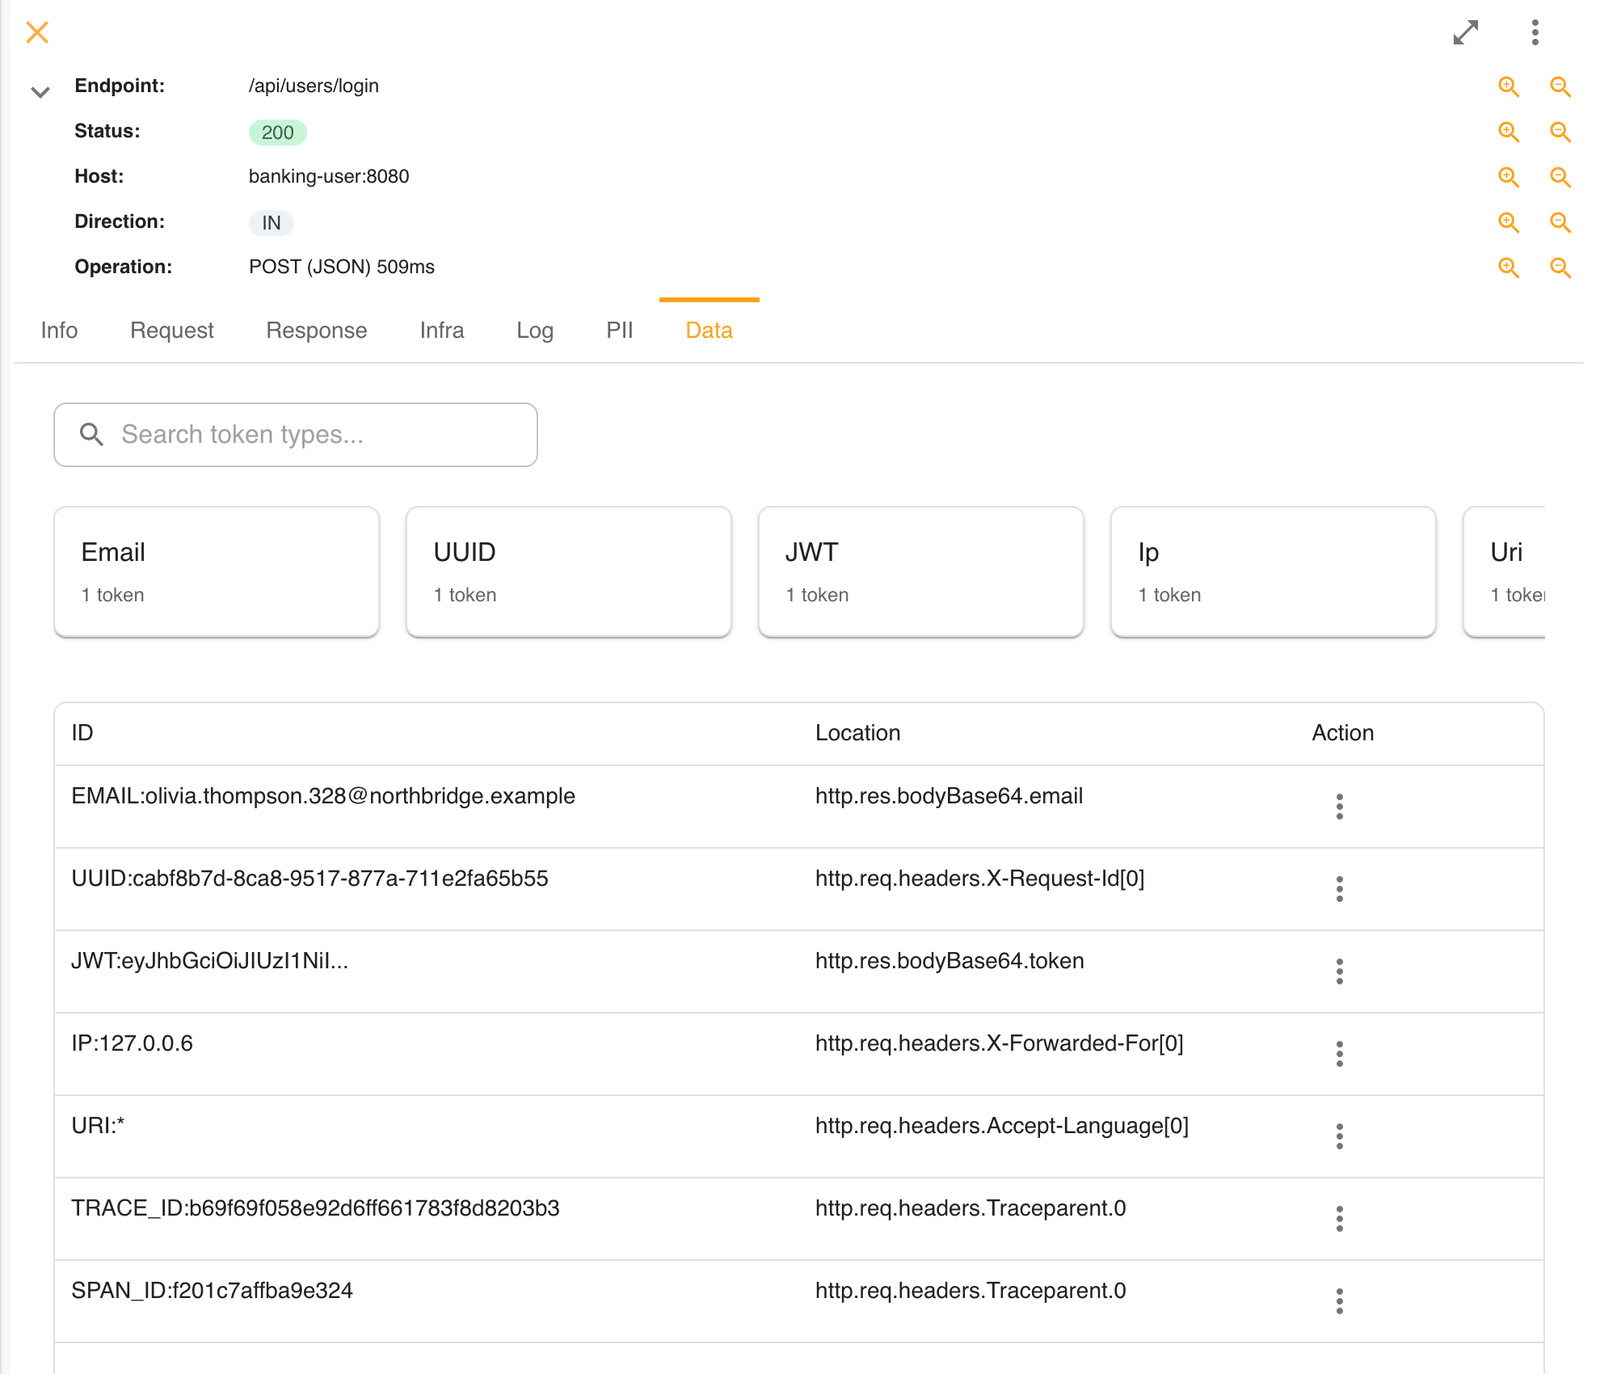 Endpoint: /api/users/login
Status: 200
Host: banking-user:8080
Direction: IN
Operation: POST (JSON) 509ms
Info Request Response Infra Log PII Data
Search token types...
Email UUID JWT Ip Uri
1 token 1 token 1 token 1 token 1 token
ID Location Action
EMAIL:olivia.thompson.328@northbridge.example http.res.bodyBase64.email
UUID:cabf8b7d-8ca8-9517-877a-711e2fa65b55 http.req.headers.X-Request-Id[0]
JWT:eyJhbGciOiJIUzI1NiI... http.res.bodyBase64.token
IP:127.0.0.6 http.req.headers.X-Forwarded-For[0]
URI:* http.req.headers.Accept-Language[0]
TRACE_ID:b69f69f058e92d6ff661783f8d8203b3 http.req.headers.Traceparent.0
SPAN_ID:f201c7affba9e324 http.req.headers.Traceparent.0